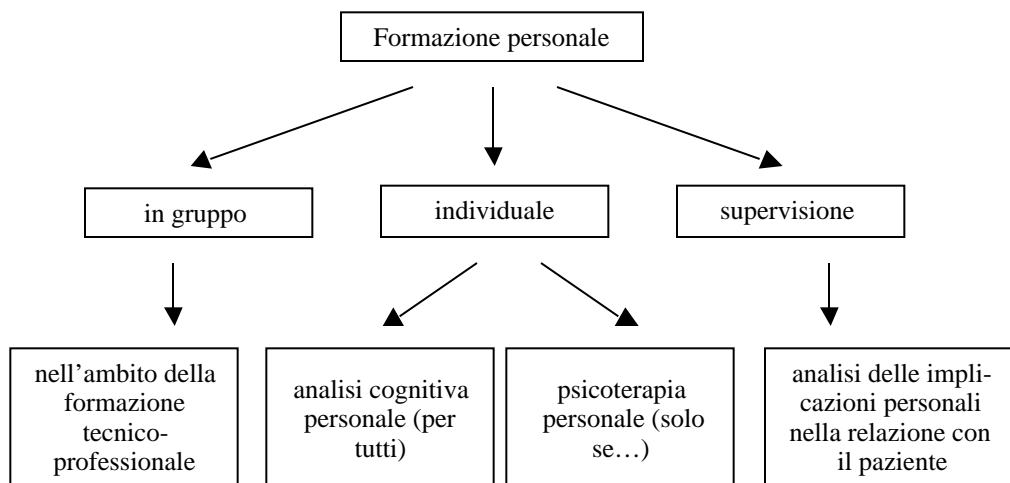 Formazione personale
in gruppo
individuale
supervisione
nell’ambito della
formazione
tecnico-
professionale
analisi cognitiva
personale (per
tutti)
psicoterapia
personale (solo
se…)
analisi delle impli-
cazioni personali
nella relazione con
il paziente